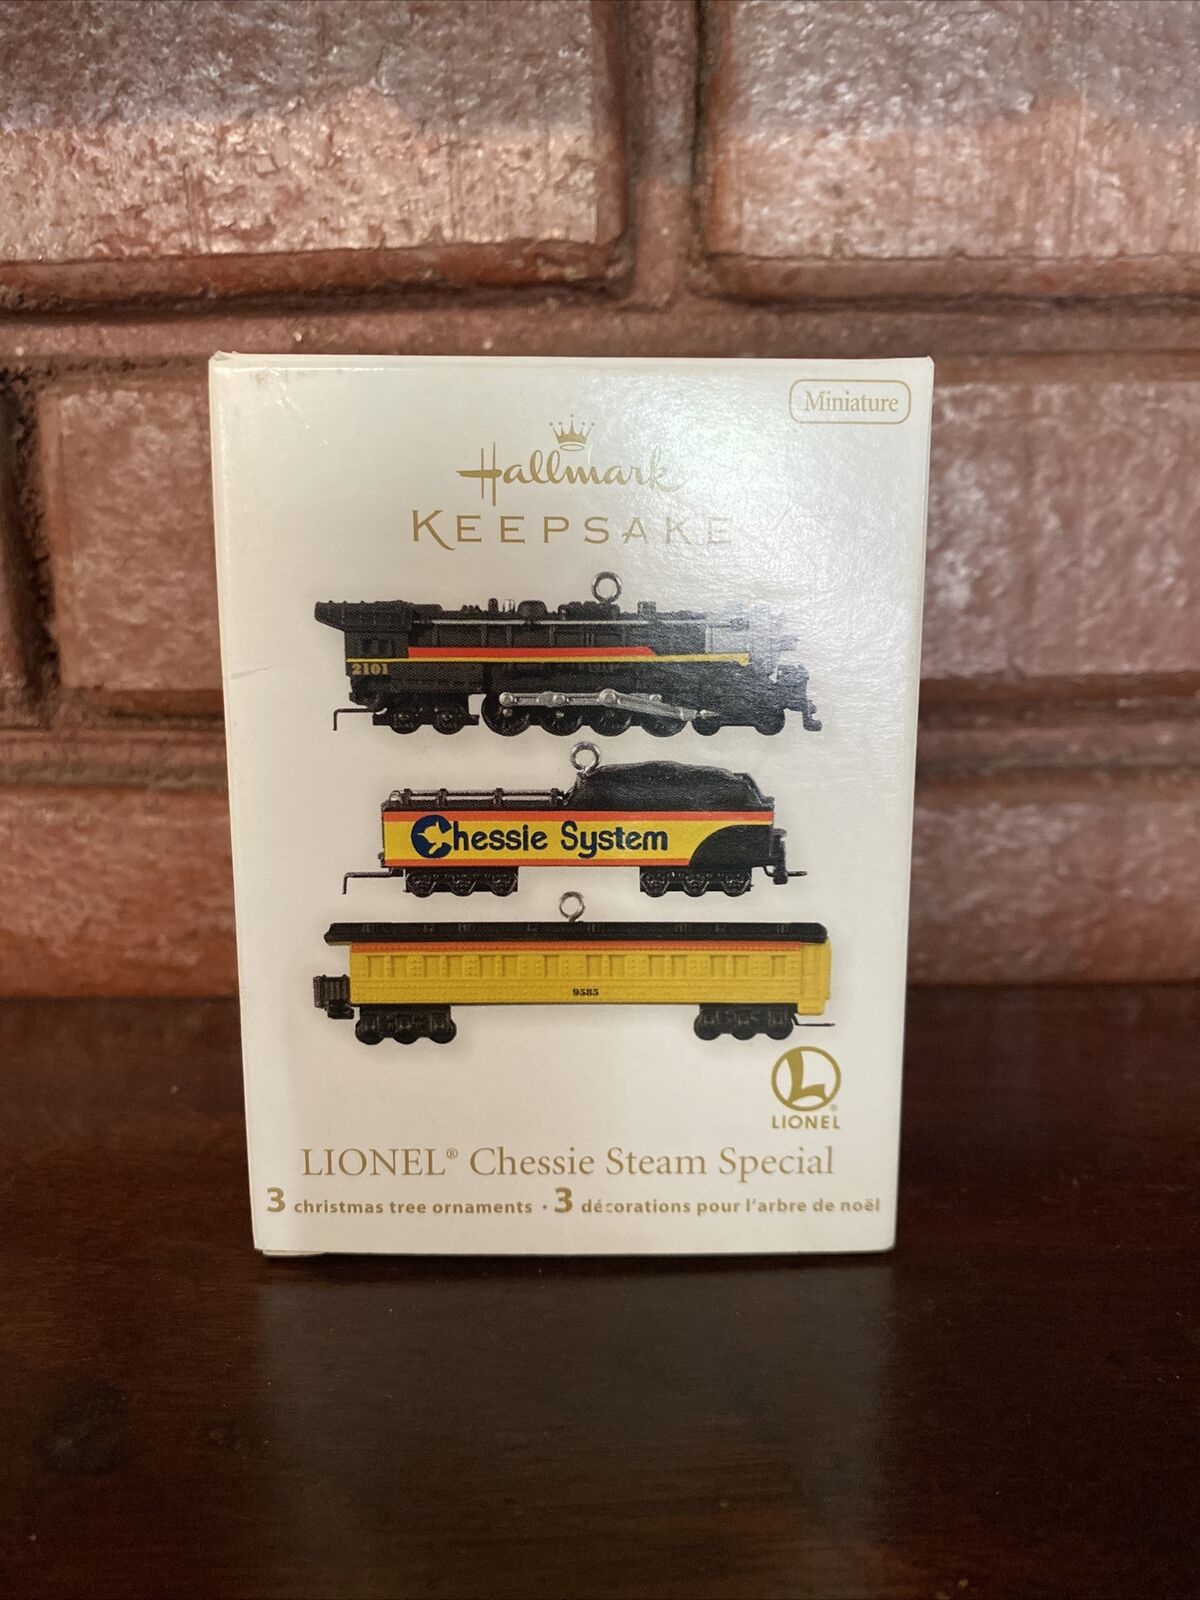 Miniature
Hallmark
KEEPSAKE
2101
Chessie System
9585
L
LIONEL
LIONEL® Chessie Steam Special
3 christmas tree ornaments · 3 décorations pour l'arbre de noël